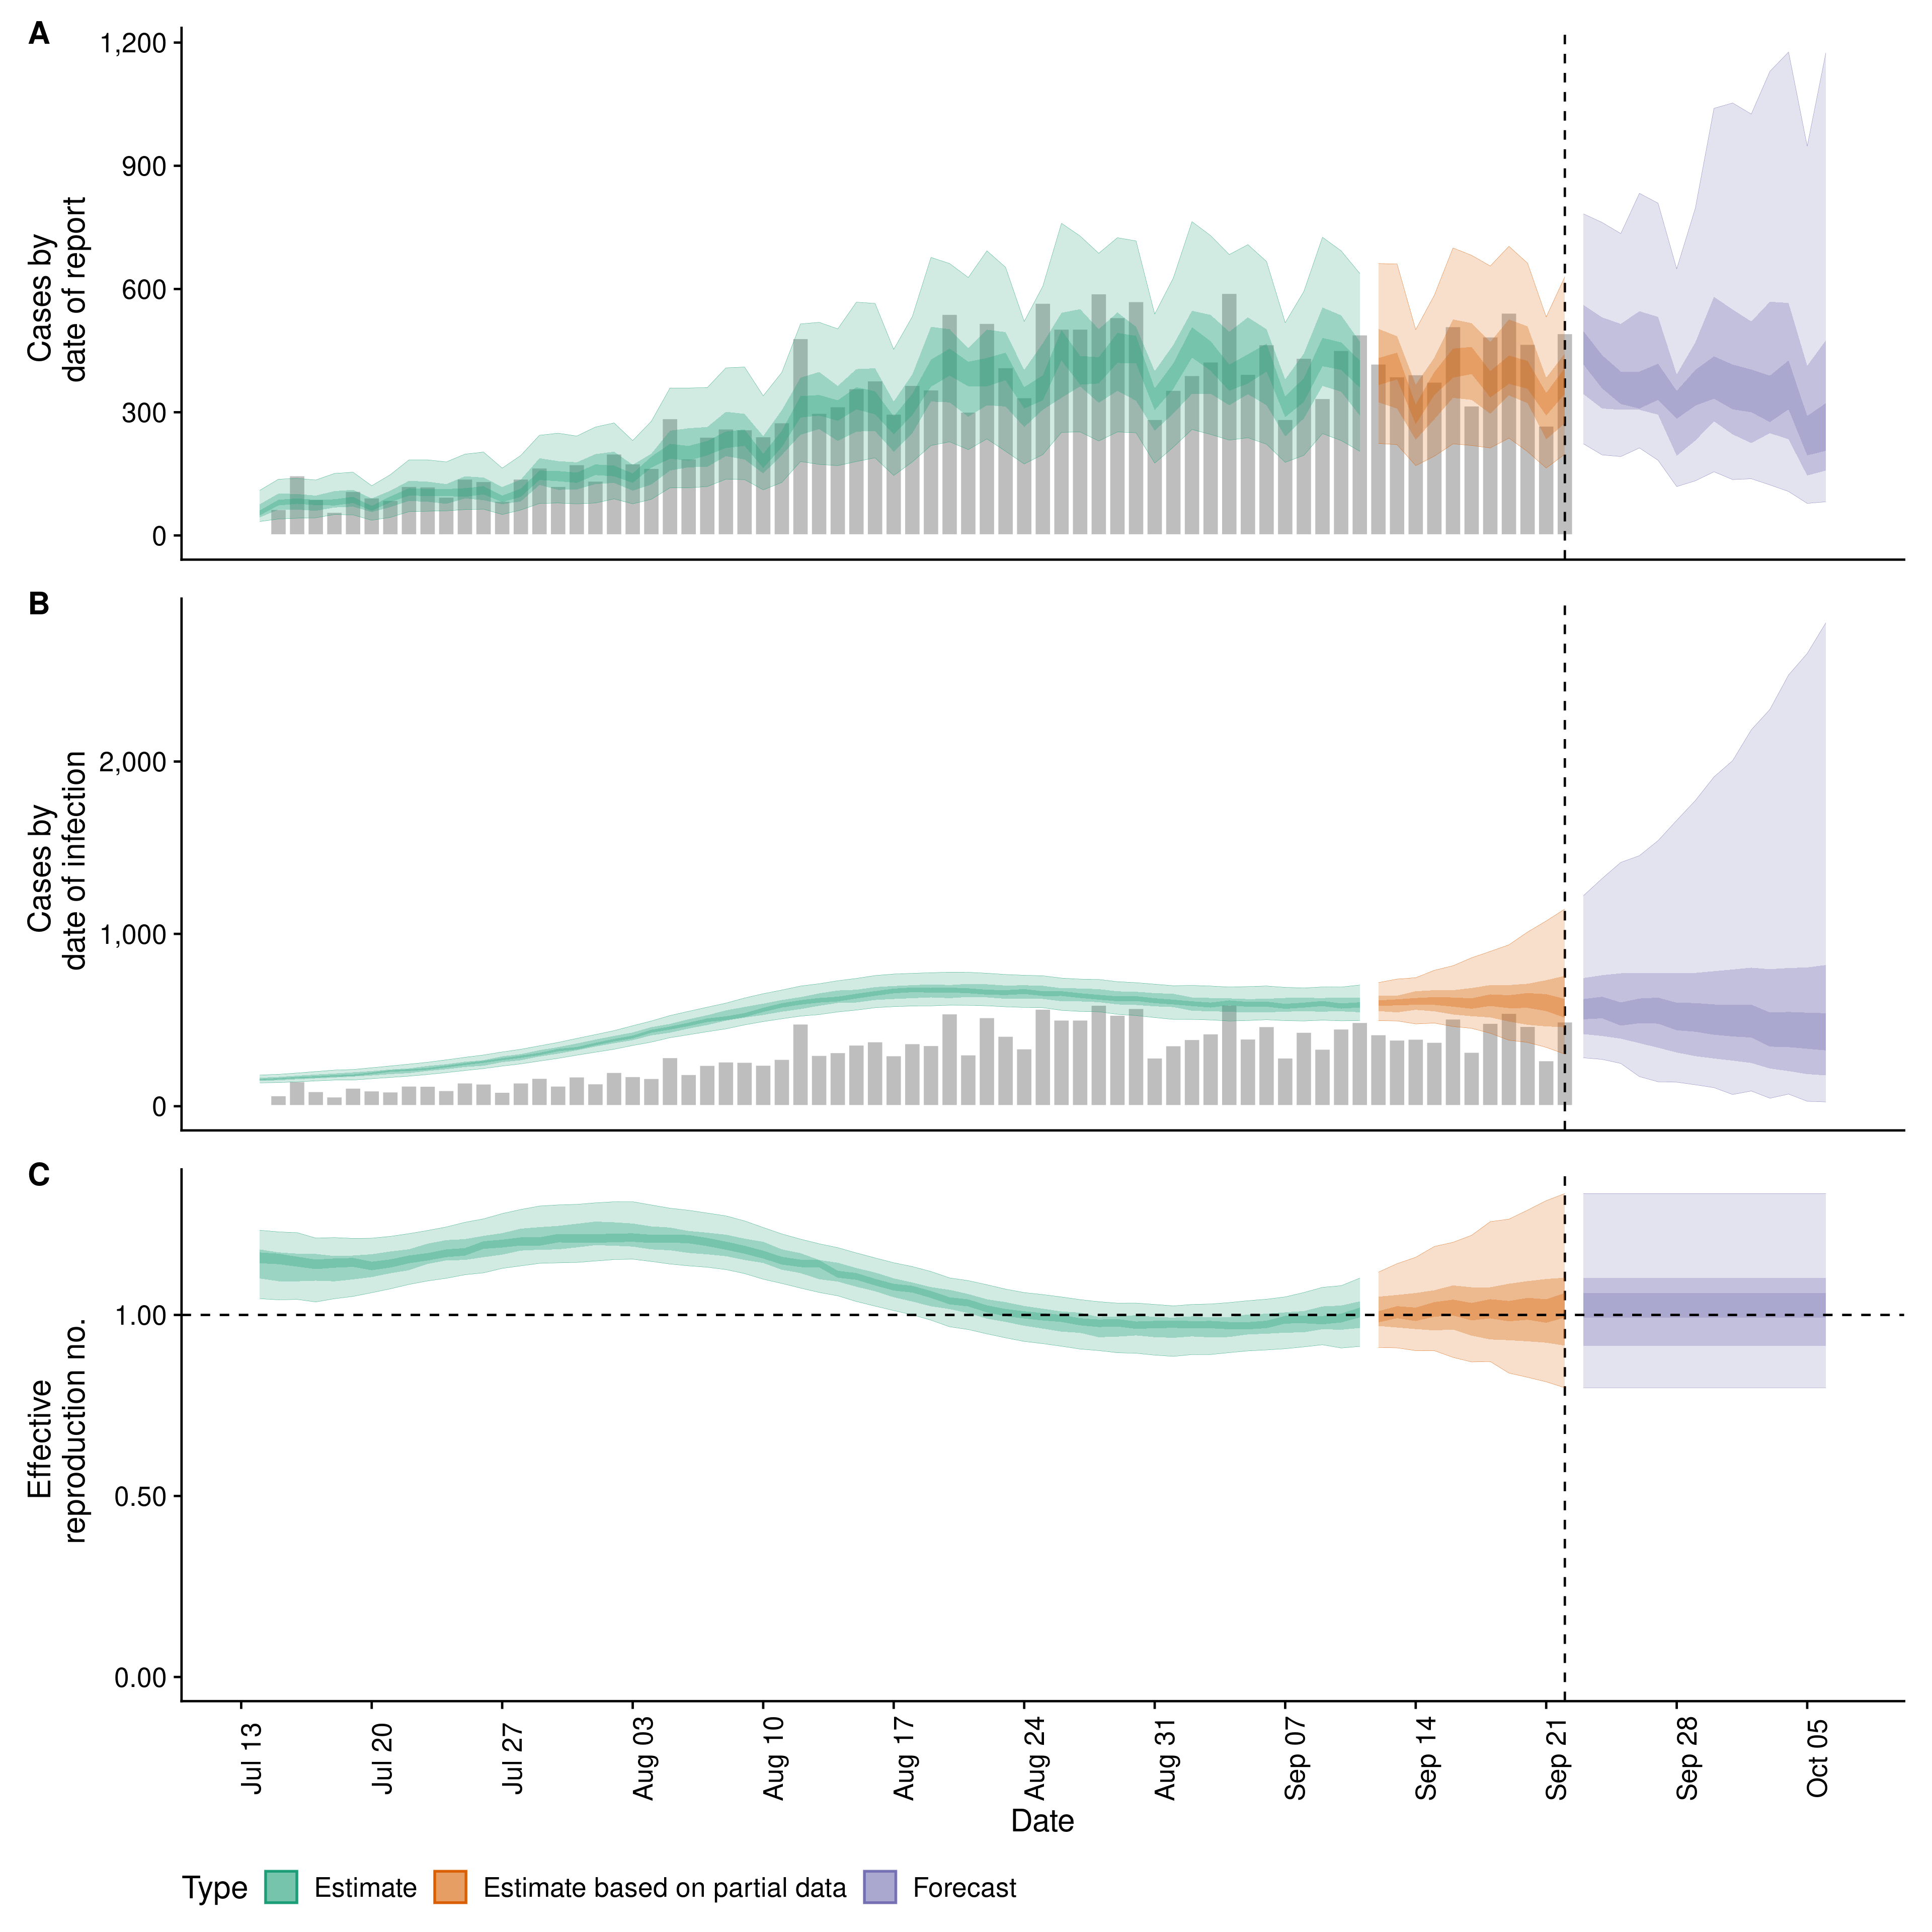 A
1,200
900
600
300
0
Cases by
date of report
B
2,000
1,000
0
Cases by
date of infection
C
1.00
0.50
0.00
Effective
reproduction no.
Jul 13
Jul 20
Jul 27
Aug 03
Aug 10
Aug 17
Aug 24
Aug 31
Sep 07
Sep 14
Sep 21
Sep 28
Oct 05
Date
Type
Estimate
Estimate based on partial data
Forecast